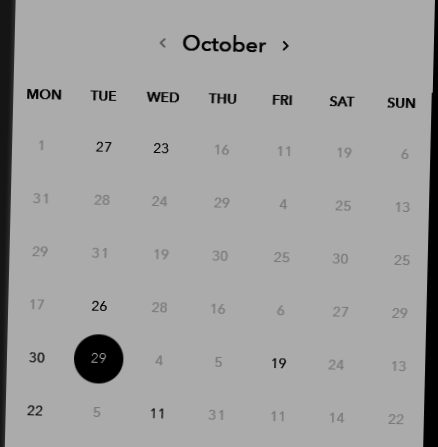 < October >
MON TUE WED THU FRI SAT SUN
1 27 23 16 11 19 6
31 28 24 29 4 25 13
29 31 19 30 25 30 25
17 26 28 16 6 27 29
30 29 4 5 19 24 13
22 5 11 31 11 14 22